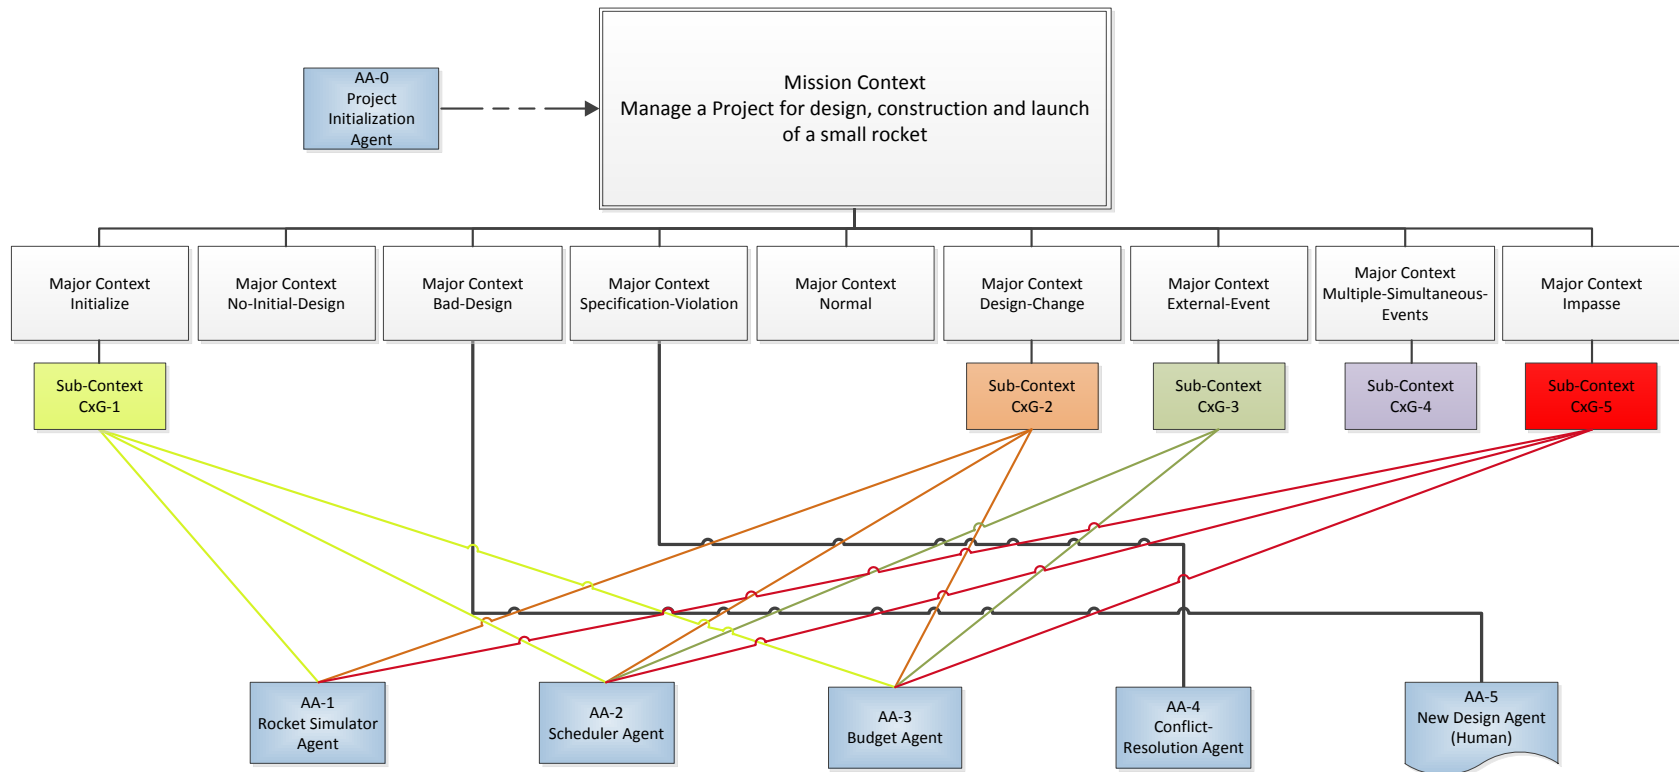 AA-0
Project
Initialization
Agent
Mission Context
Manage a Project for design, construction and launch
of a small rocket
Major Context
Initialize
Major Context
No-Initial-Design
Major Context
Bad-Design
Major Context
Specification-Violation
Major Context
Normal
Major Context
Design-Change
Major Context
External-Event
Major Context
Multiple-Simultaneous-
Events
Major Context
Impasse
Sub-Context
CxG-1
Sub-Context
CxG-2
Sub-Context
CxG-3
Sub-Context
CxG-4
Sub-Context
CxG-5
AA-1
Rocket Simulator
Agent
AA-2
Scheduler Agent
AA-3
Budget Agent
AA-4
Conflict-
Resolution Agent
AA-5
New Design Agent
(Human)